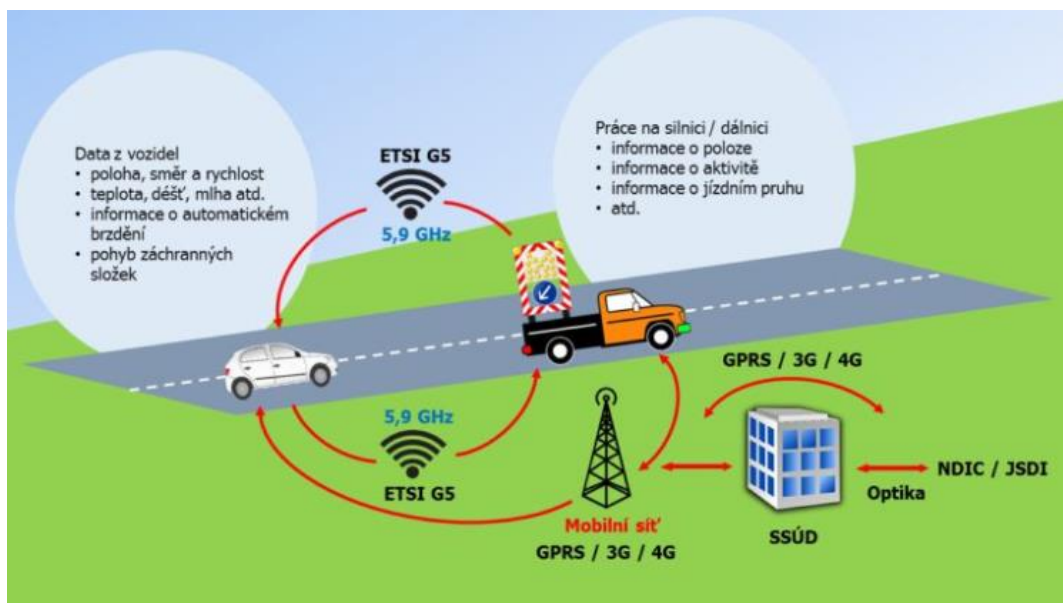 Data z vozidel
• poloha, směr a rychlost
• teplota, déšť, mlha atd.
• informace o automatickém
brzdění
• pohyb záchranných
složek
ETSI G5
5,9 GHz
Práce na silnici / dálnici
• informace o poloze
• informace o aktivitě
• informace o jízdním pruhu
• atd.
5,9 GHz
ETSI G5
Mobilní síť
GPRS / 3G / 4G
GPRS / 3G / 4G
SSÚD
Optika
NDIC / JSDI